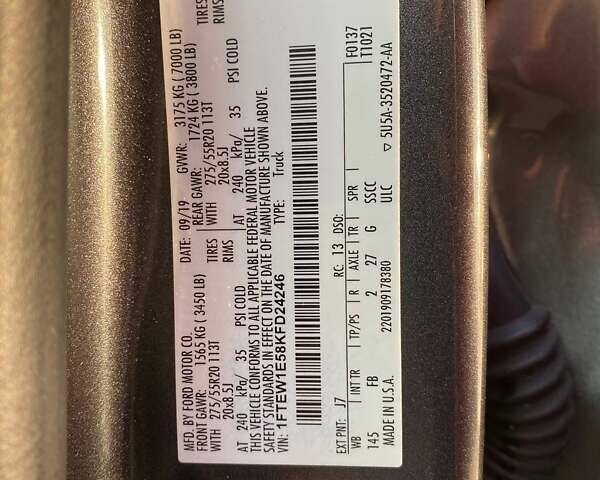 MFD. BY FORD MOTOR CO. DATE: 09/19 GVWR: 3175 KG ( 7000 LB)
FRONT GAWR: 1565 KG ( 3450 LB) REAR GAWR: 1724 KG ( 3800 LB)
WITH 275/55R20 113T TIRES WITH 275/55R20 113T TIRES
20x8.5J RIMS 20x8.5J RIMS
AT 240 kPa/ 35 PSI COLD AT 240 kPa/ 35 PSI COLD
THIS VEHICLE CONFORMS TO ALL APPLICABLE FEDERAL MOTOR VEHICLE
SAFETY STANDARDS IN EFFECT ON THE DATE OF MANUFACTURE SHOWN ABOVE.
VIN: 1FTEW1E58KFD24246 TYPE: Truck
F0137
T1021
EXT PNT: J7 RC: 13 DSO:
WB INT TR TP/PS R AXLE TR SPR
145 FB 2 27 G SSCC
MADE IN U.S.A. 2201909178380 ULC ▽ 5U5A-3520472-AA